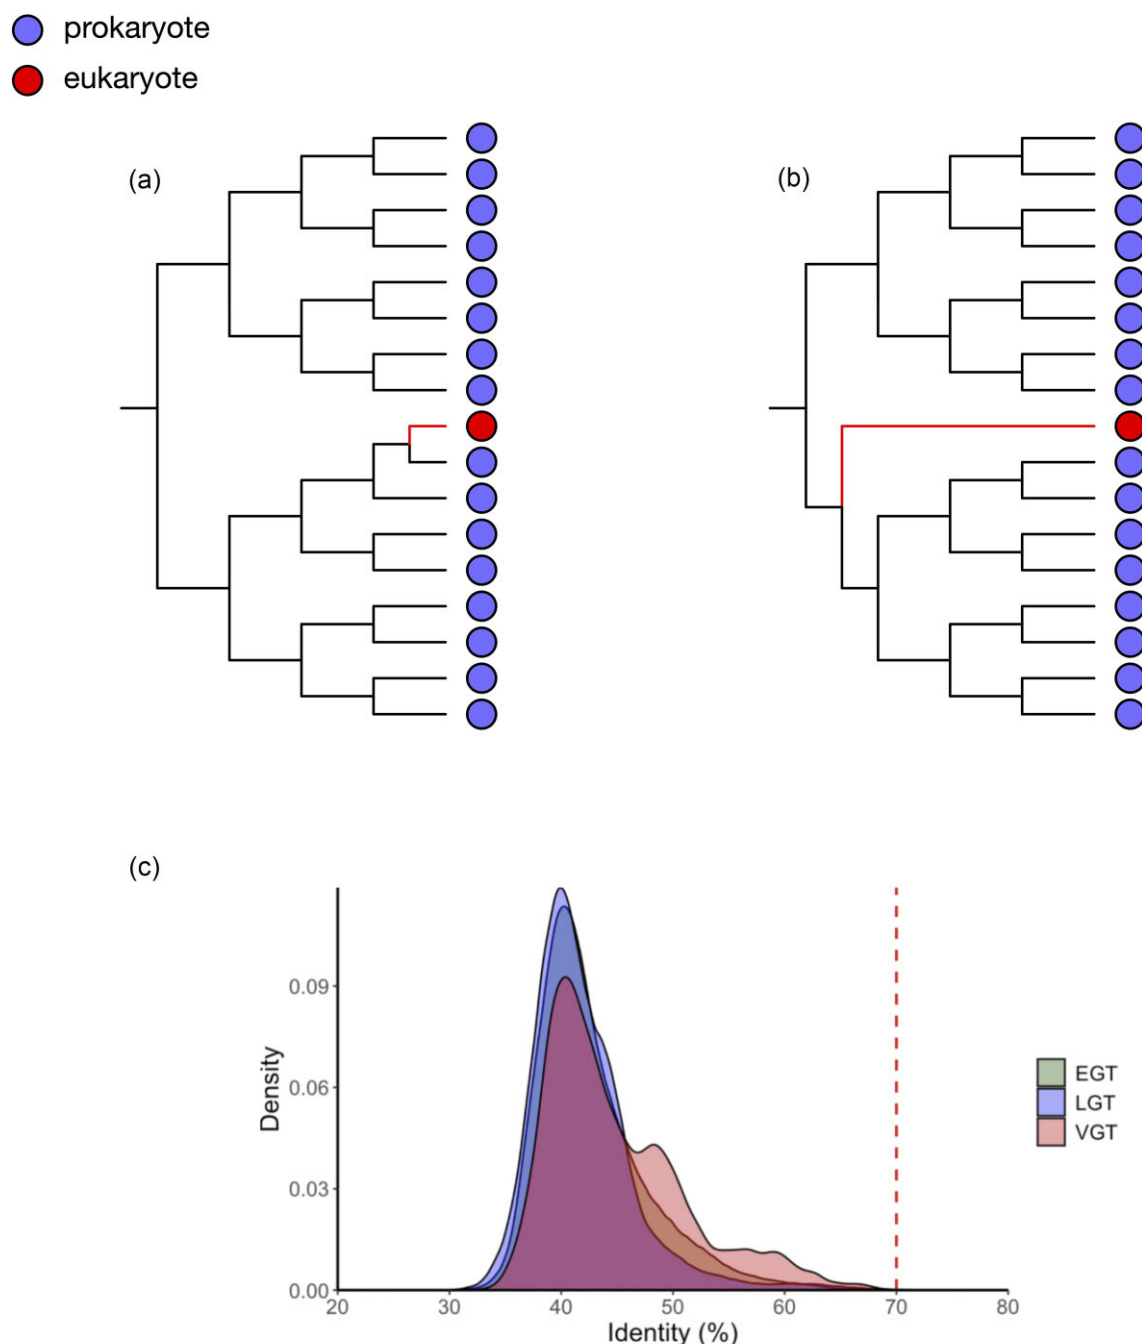 prokaryote
eukaryote
(a)
(b)
(c)
0.09
0.06
0.03
0.00
Density
20 30 40 50 60 70 80
Identity (%)
EGT
LGT
VGT